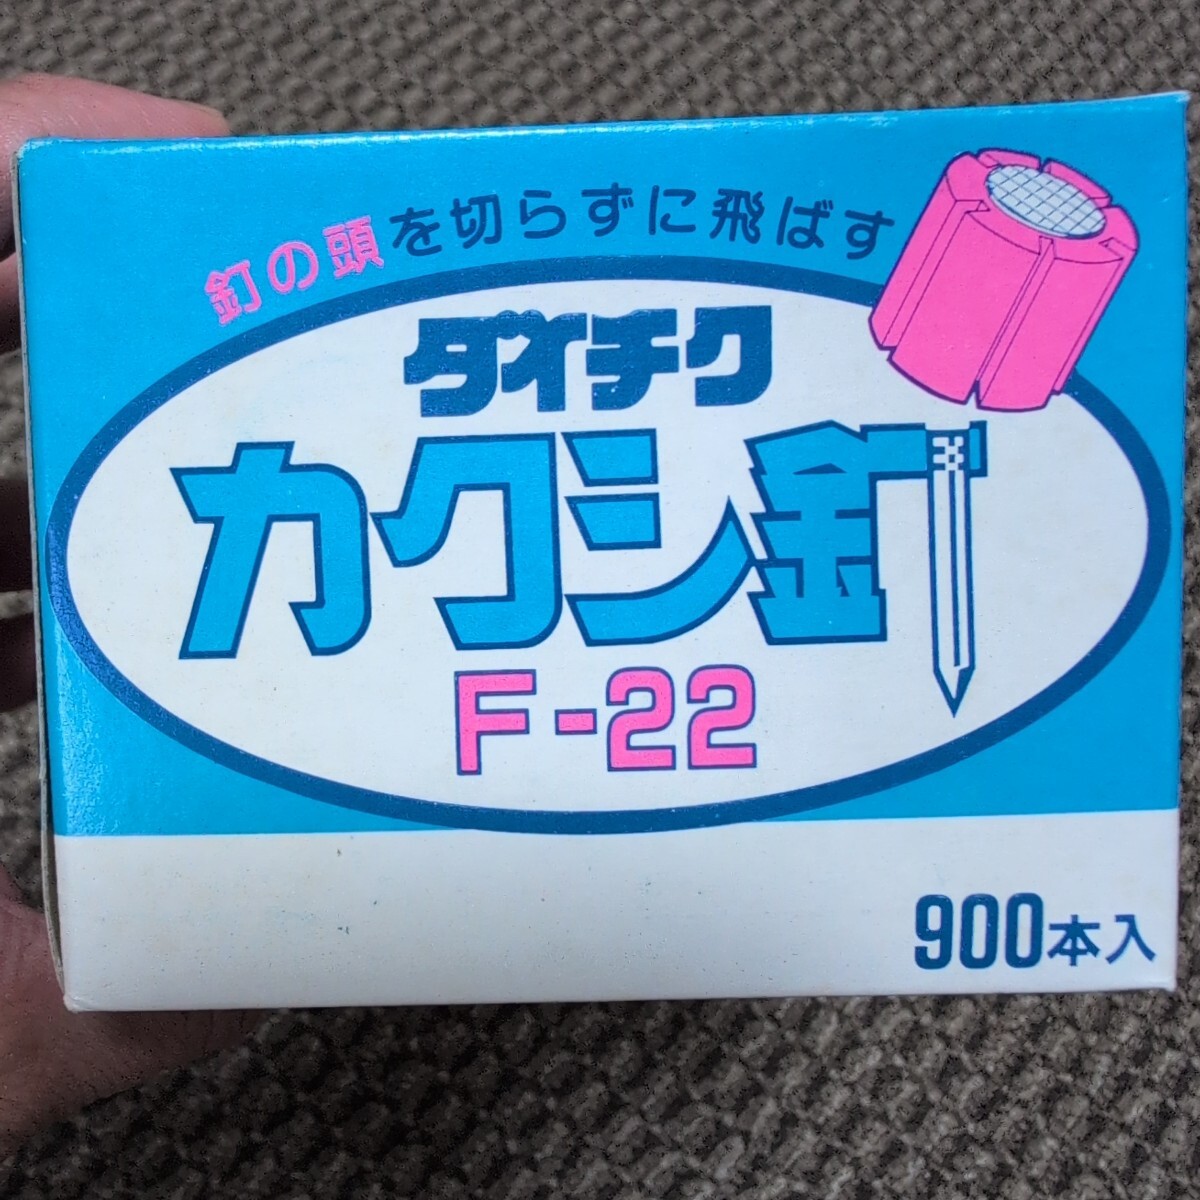 釘の頭を切らずに飛ばす
ダイチク
カクシ釘
F-22
900本入